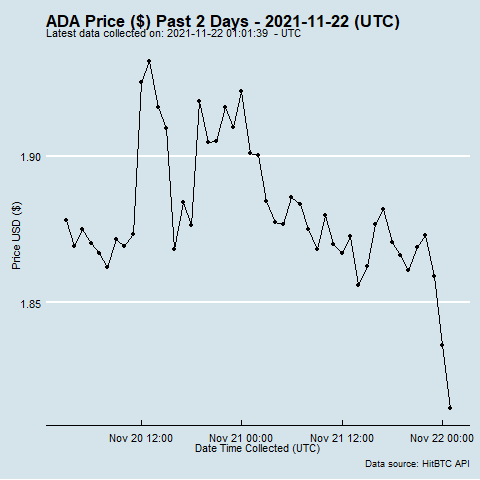 ADA Price ($) Past 2 Days - 2021-11-22 (UTC)
Latest data collected on: 2021-11-22 01:01:39 - UTC
1.90
Price USD ($)
1.85
Nov 20 12:00 Nov 21 00:00 Nov 21 12:00 Nov 22 00:00
Date Time Collected (UTC)
Data source: HitBTC API